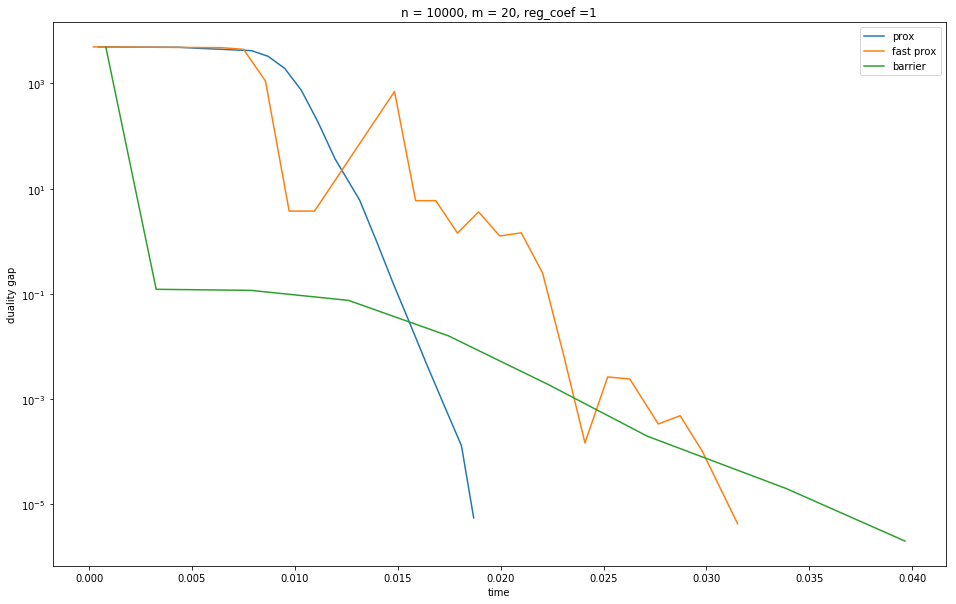 n = 10000, m = 20, reg_coef =1
prox
fast prox
barrier
duality gap
10³
10¹
10⁻¹
10⁻³
10⁻⁵
0.000 0.005 0.010 0.015 0.020 0.025 0.030 0.035 0.040
time